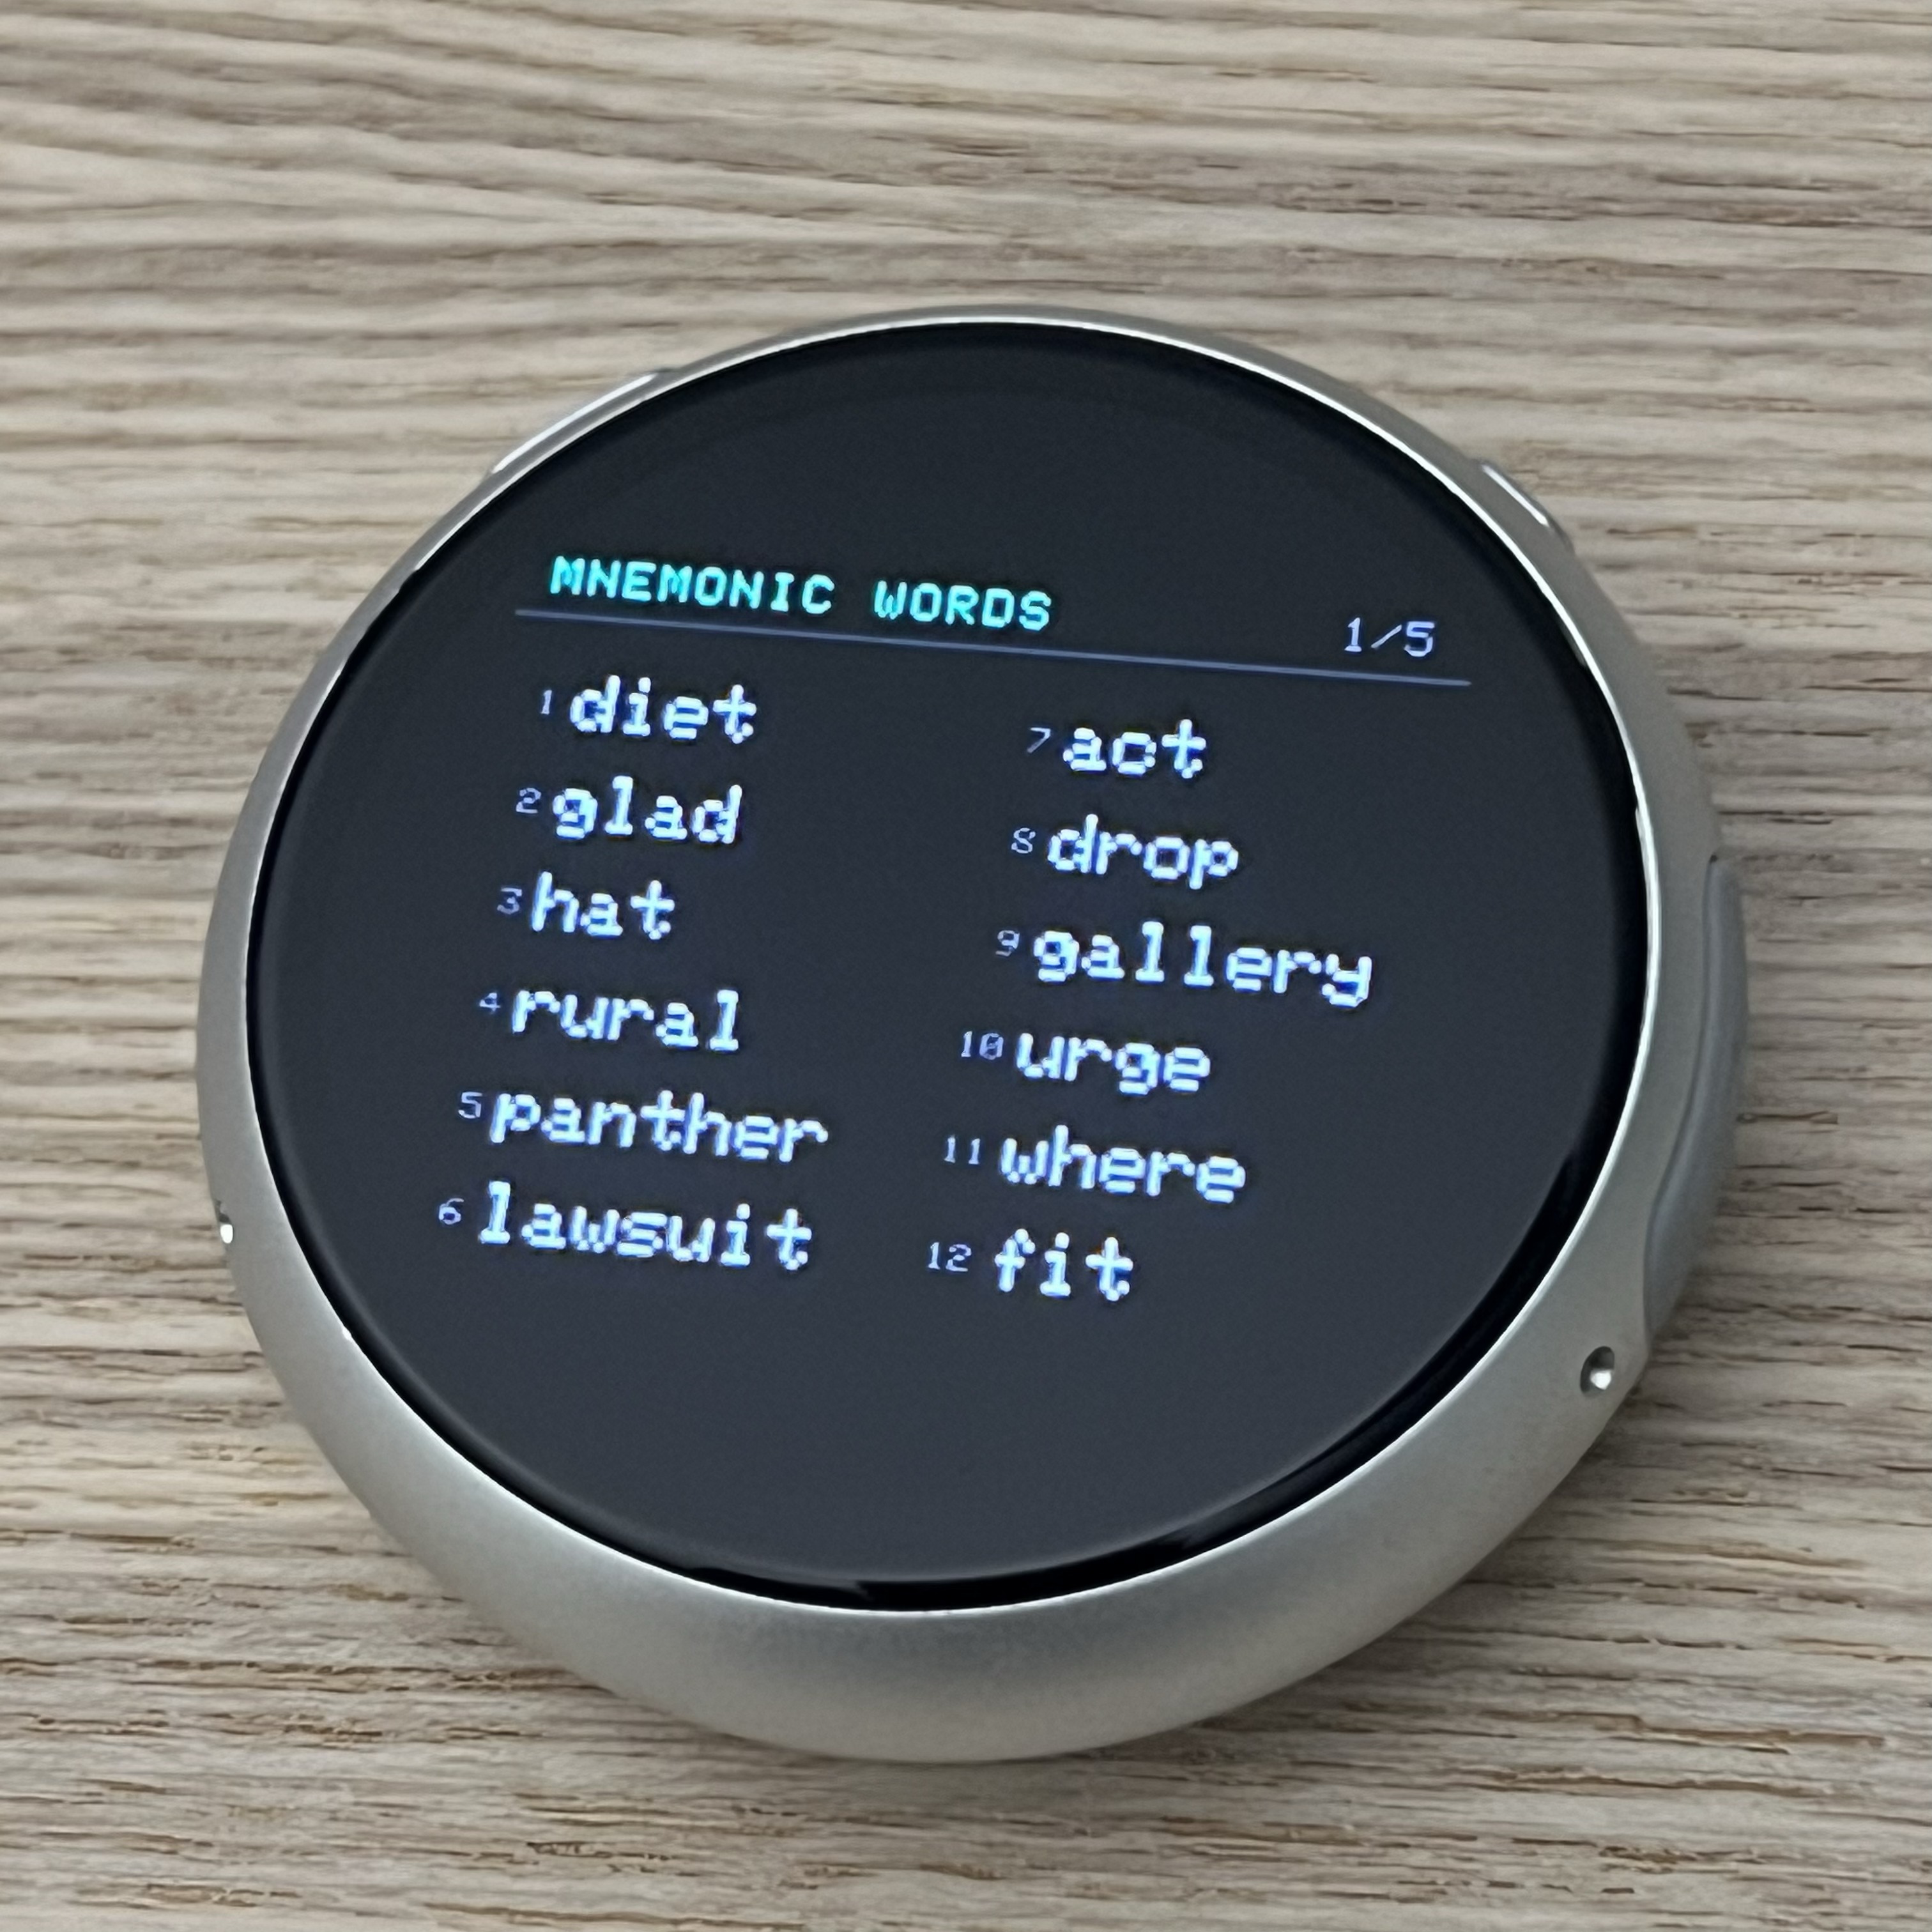 MNEMONIC WORDS 1/5
1 diet
2 glad
3 hat
4 rural
5 panther
6 lawsuit
7 act
8 drop
9 gallery
10 urge
11 where
12 fit